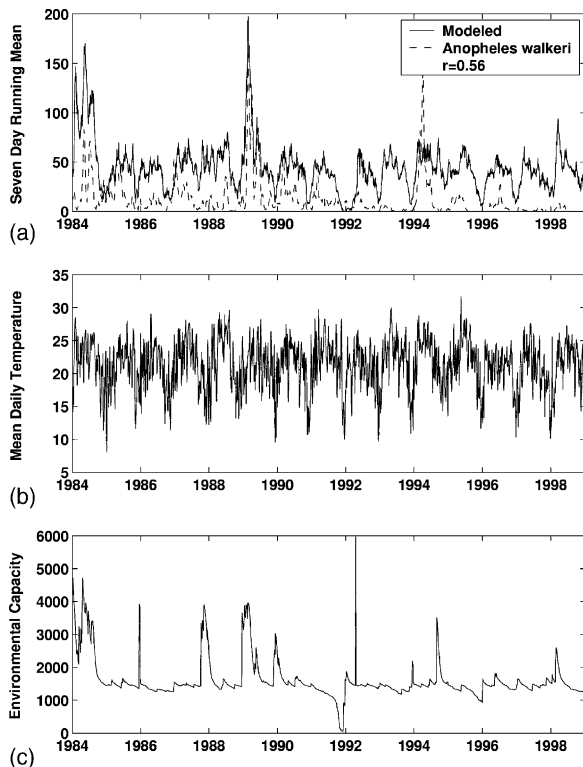 200
150
100
50
0
Seven Day Running Mean
Modeled
Anopheles walkeri
r=0.56
(a)
1984 1986 1988 1990 1992 1994 1996 1998
35
30
25
20
15
10
5
Mean Daily Temperature
(b)
1984 1986 1988 1990 1992 1994 1996 1998
6000
5000
4000
3000
2000
1000
0
Environmental Capacity
(c)
1984 1986 1988 1990 1992 1994 1996 1998